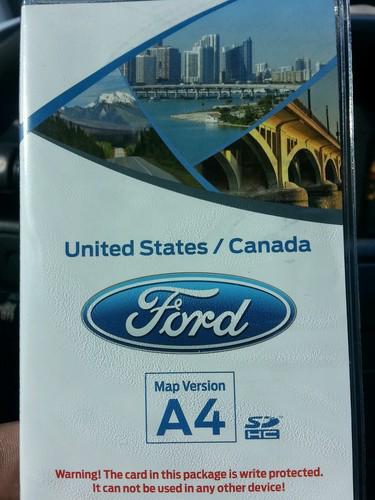 United States / Canada
Ford
Map Version
A4
SD
HC
Warning! The card in this package is write protected.
It can not be used in any other device!